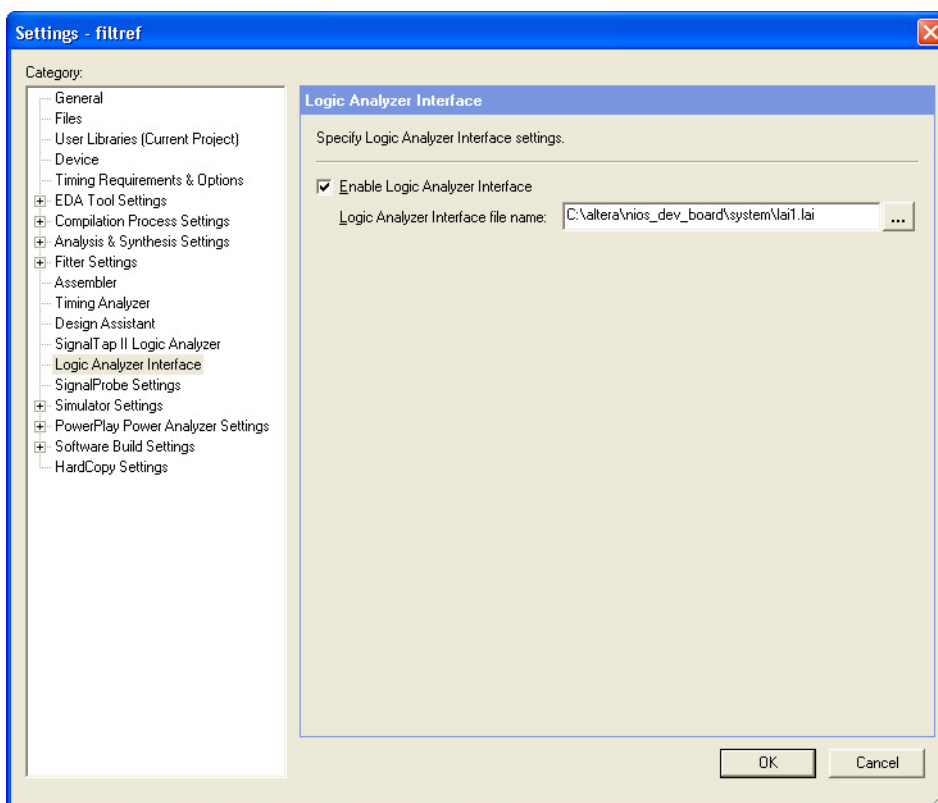 Settings - filtref
Category:
General
Files
User Libraries (Current Project)
Device
Timing Requirements & Options
EDA Tool Settings
Compilation Process Settings
Analysis & Synthesis Settings
Fitter Settings
Assembler
Timing Analyzer
Design Assistant
SignalTap II Logic Analyzer
Logic Analyzer Interface
SignalProbe Settings
Simulator Settings
PowerPlay Power Analyzer Settings
Software Build Settings
HardCopy Settings
Logic Analyzer Interface
Specify Logic Analyzer Interface settings.
Enable Logic Analyzer Interface
Logic Analyzer Interface file name: C:\altera\nios_dev_board\system\lai1.lai ...
OK Cancel